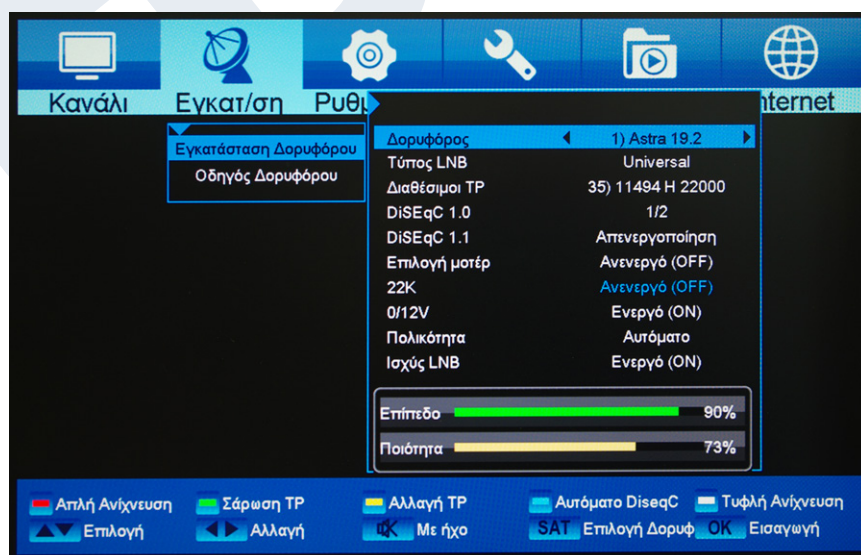 Κανάλι Εγκατ/ση Ρυθμ nternet
Εγκατάσταση Δορυφόρου
Οδηγός Δορυφόρου
Δορυφόρος 1) Astra 19.2
Τύπος LNB Universal
Διαθέσιμοι TP 35) 11494 H 22000
DiSEqC 1.0 1/2
DiSEqC 1.1 Απενεργοποίηση
Επιλογή μοτέρ Ανενεργό (OFF)
22K Ανενεργό (OFF)
0/12V Ενεργό (ON)
Πολικότητα Αυτόματο
Ισχύς LNB Ενεργό (ON)
Επίπεδο 90%
Ποιότητα 73%
Απλή Ανίχνευση Σάρωση TP Αλλαγή TP Αυτόματο DiseqC Τυφλή Ανίχνευση
Επιλογή Αλλαγή Με ήχο SAT Επιλογή Δορυφ OK Εισαγωγή